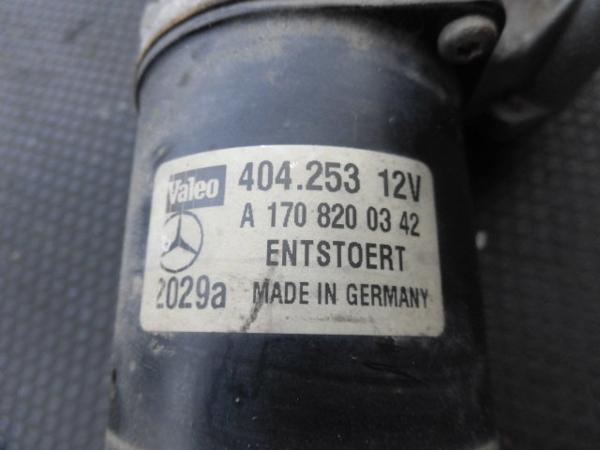 Valeo 404.253 12V
A 170 820 03 42
ENTSTOERT
2029a MADE IN GERMANY